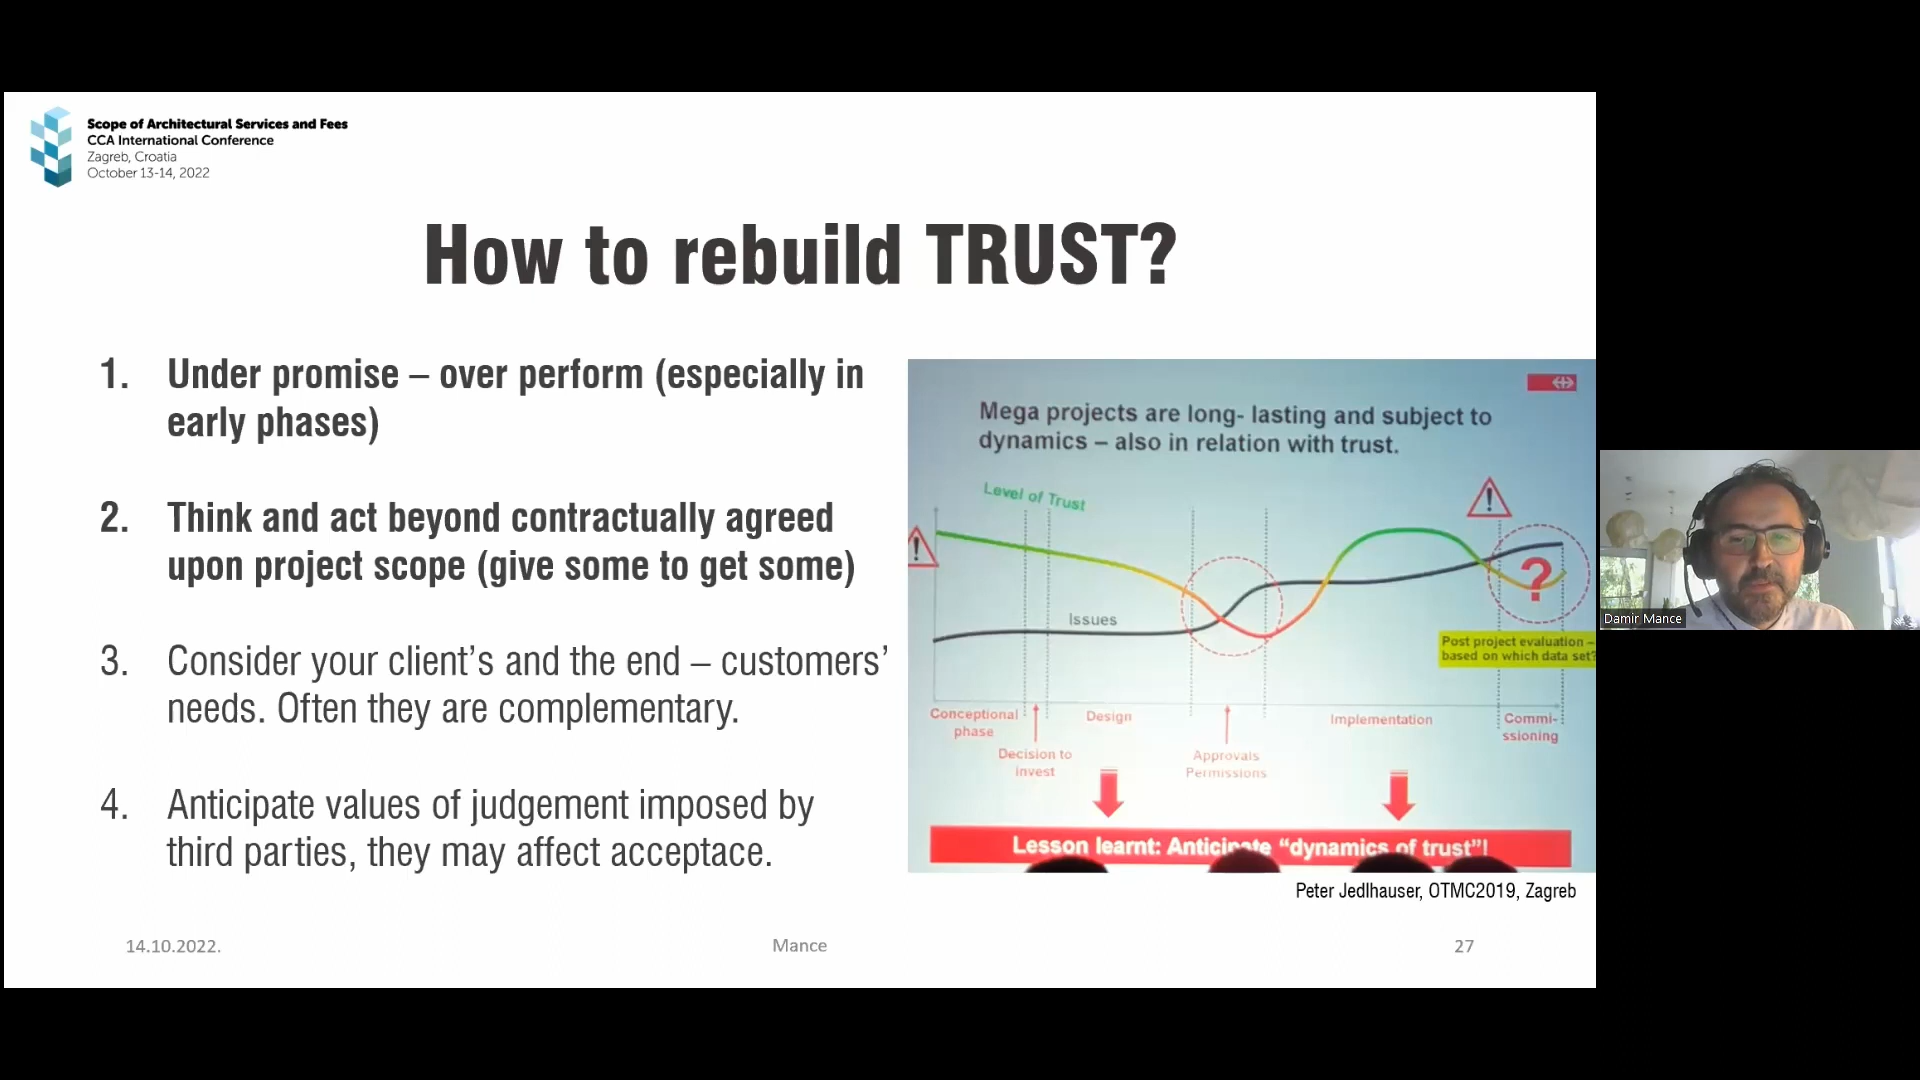 Scope of Architectural Services and Fees
CCA International Conference
Zagreb, Croatia
October 13-14, 2022
How to rebuild TRUST?
1. Under promise – over perform (especially in
early phases)
2. Think and act beyond contractually agreed
upon project scope (give some to get some)
3. Consider your client’s and the end – customers’
needs. Often they are complementary.
4. Anticipate values of judgement imposed by
third parties, they may affect acceptace.
Mega projects are long- lasting and subject to
dynamics – also in relation with trust.
Level of Trust
!
!
Issues
?
Post project evaluation –
based on which data set?
Conceptional
phase
Decision to
invest
Design
Approvals
Permissions
Implementation
Commi-
ssioning
Lesson learnt: Anticipate “dynamics of trust”!
Peter Jedlhauser, OTMC2019, Zagreb
14.10.2022.
Mance
27
Damir Mance